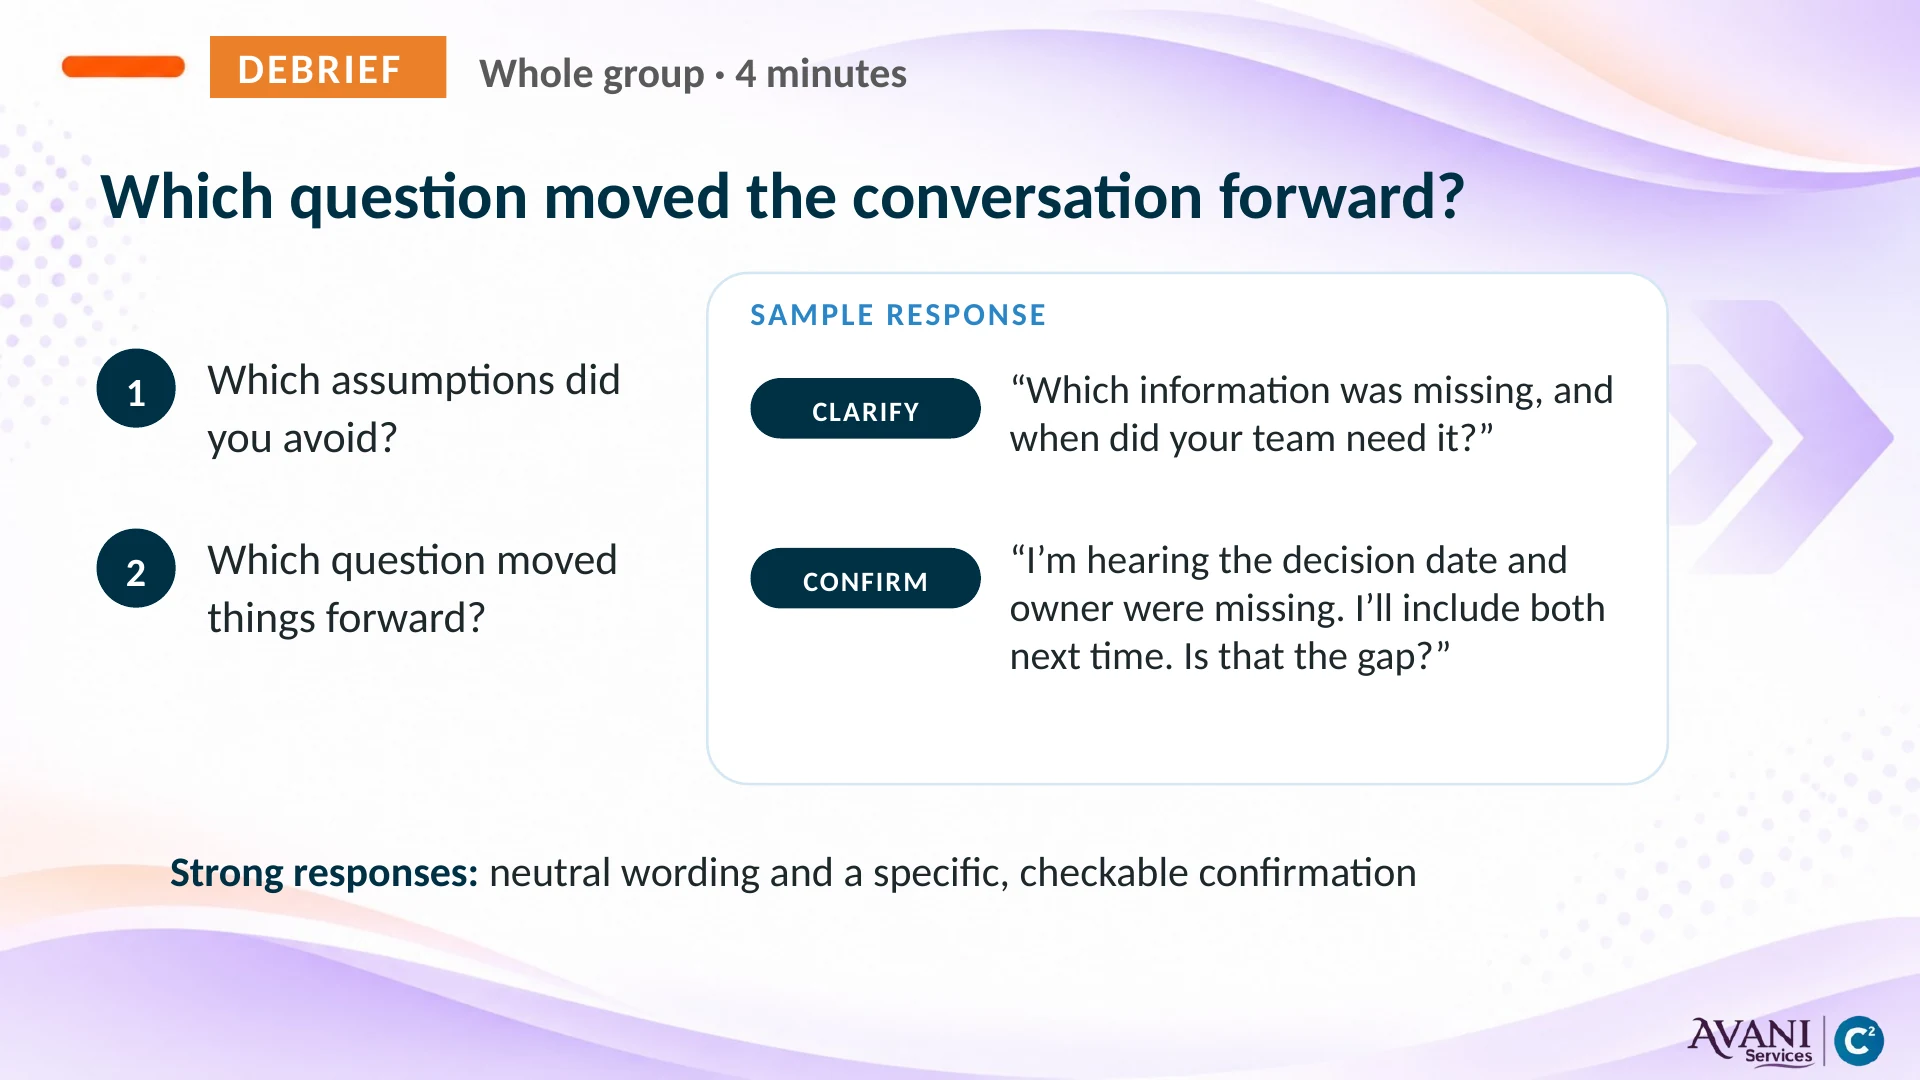 DEBRIEF
Whole group · 4 minutes
Which question moved the conversation forward?
1
Which assumptions did
you avoid?
2
Which question moved
things forward?
SAMPLE RESPONSE
CLARIFY
“Which information was missing, and
when did your team need it?”
CONFIRM
“I’m hearing the decision date and
owner were missing. I’ll include both
next time. Is that the gap?”
Strong responses: neutral wording and a specific, checkable confirmation
AVANI
Services
C²